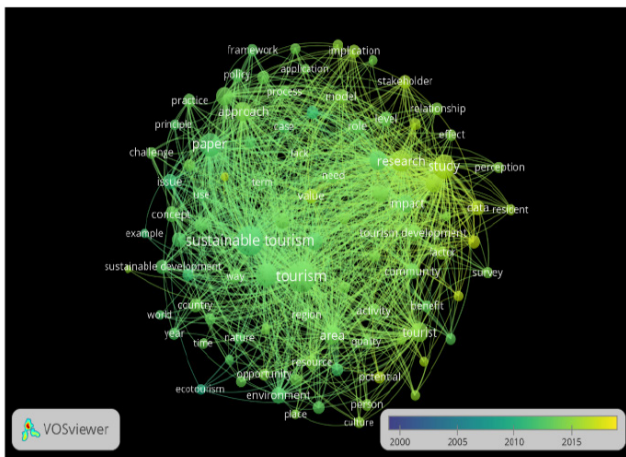 framework
implication
policy
application
stakeholder
process
model
practice
approach
relationship
level
principle
case
role
effect
paper
challenge
task
research
study
perception
issue
term
need
use
value
impact
data
resident
concept
example
tourism development
sustainable tourism
sustainable development
way
tourism
community
survey
country
benefit
world
region
activity
year
area
tourist
time
nature
quality
resource
opportunity
potential
ecotourism
environment
person
place
culture
VOSviewer
2000 2005 2010 2015